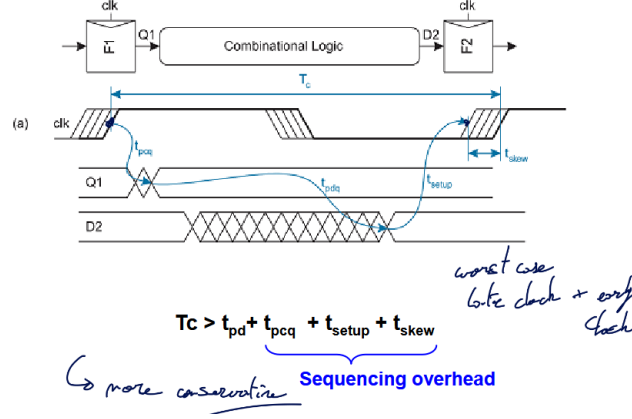 clk
clk
F1
Q1
Combinational Logic
D2
F2
Tc
(a)
clk
tpcq
tskew
Q1
tpdq
tsetup
D2
worst case
late clock + early
clock
Tc > tpd + tpcq + tsetup + tskew
Sequencing overhead
↳ more conservative